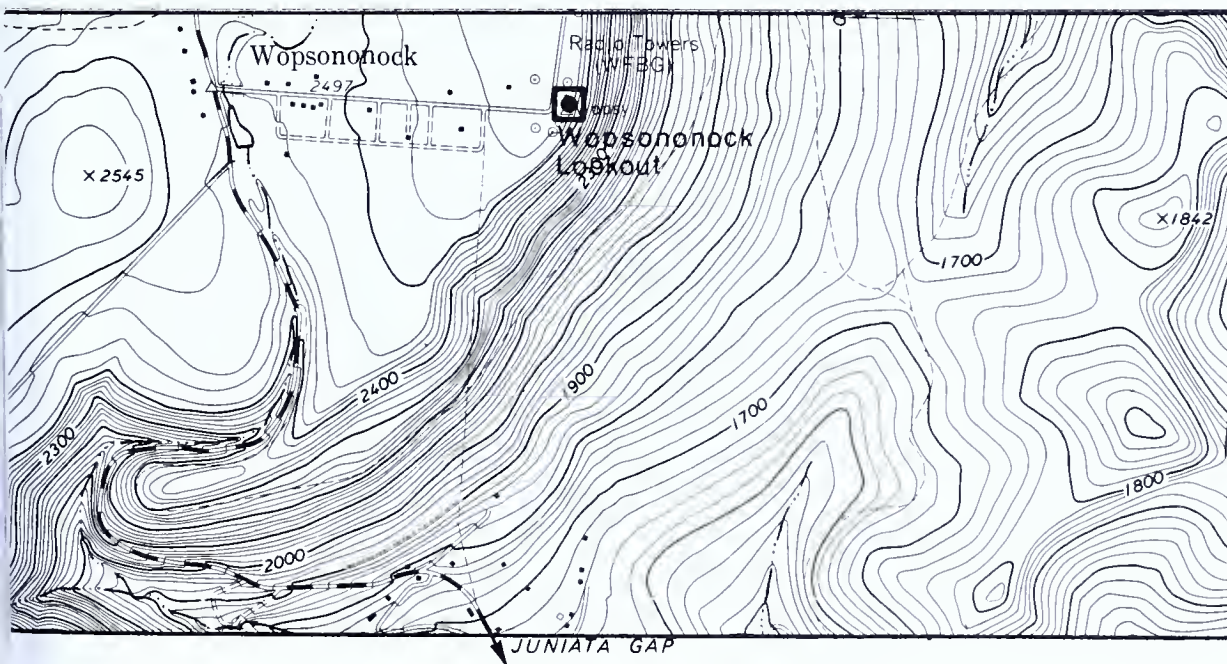 Wopsononock
2497
Radio Towers
(WFBG)
Wopsononock
Lookout
×2545
×1842
1700
2400
1900
1700
2300
1800
2000
JUNIATA GAP